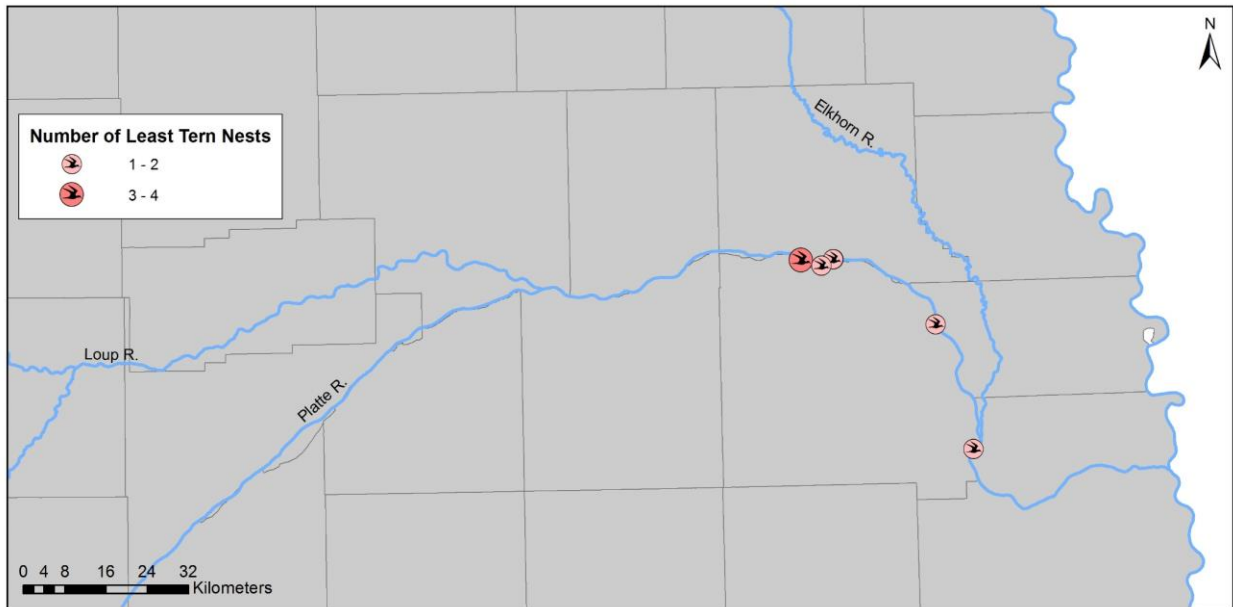 N
Elkhorn R.
Number of Least Tern Nests
1 - 2
3 - 4
Loup R.
Platte R.
0 4 8 16 24 32
Kilometers